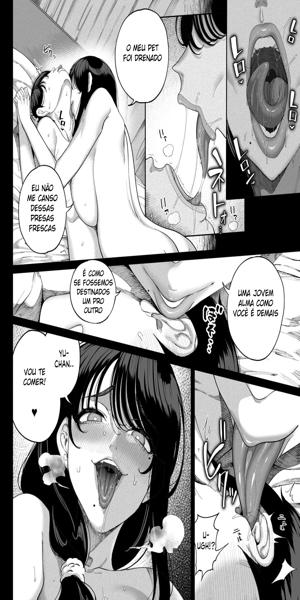 O MEU PET
FOI DRENADO
EU NÃO
ME CANSO
DESSAS
PRESAS
FRESCAS
UMA JOVEM
ALMA COMO
VOCÊ É DEMAIS
É COMO
SE FOSSEMOS
DESTINADOS
UM PRO
OUTRO
YU-
CHAN..
VOU TE
COMER!
♥
U-
UGH!?